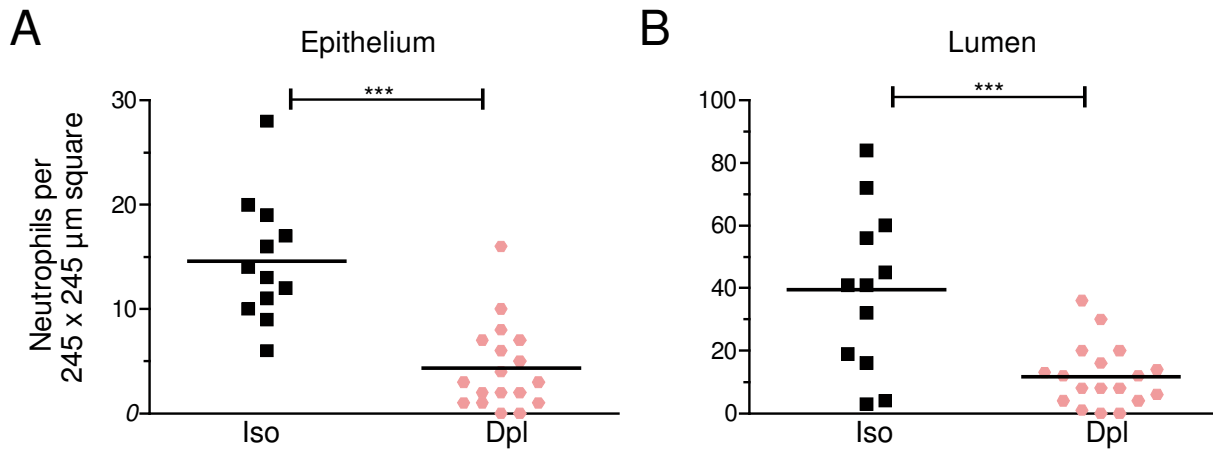 A
B
Epithelium
Lumen
***
***
Neutrophils per
245 x 245 µm square
30
20
10
0
Iso
Dpl
100
80
60
40
20
0
Iso
Dpl